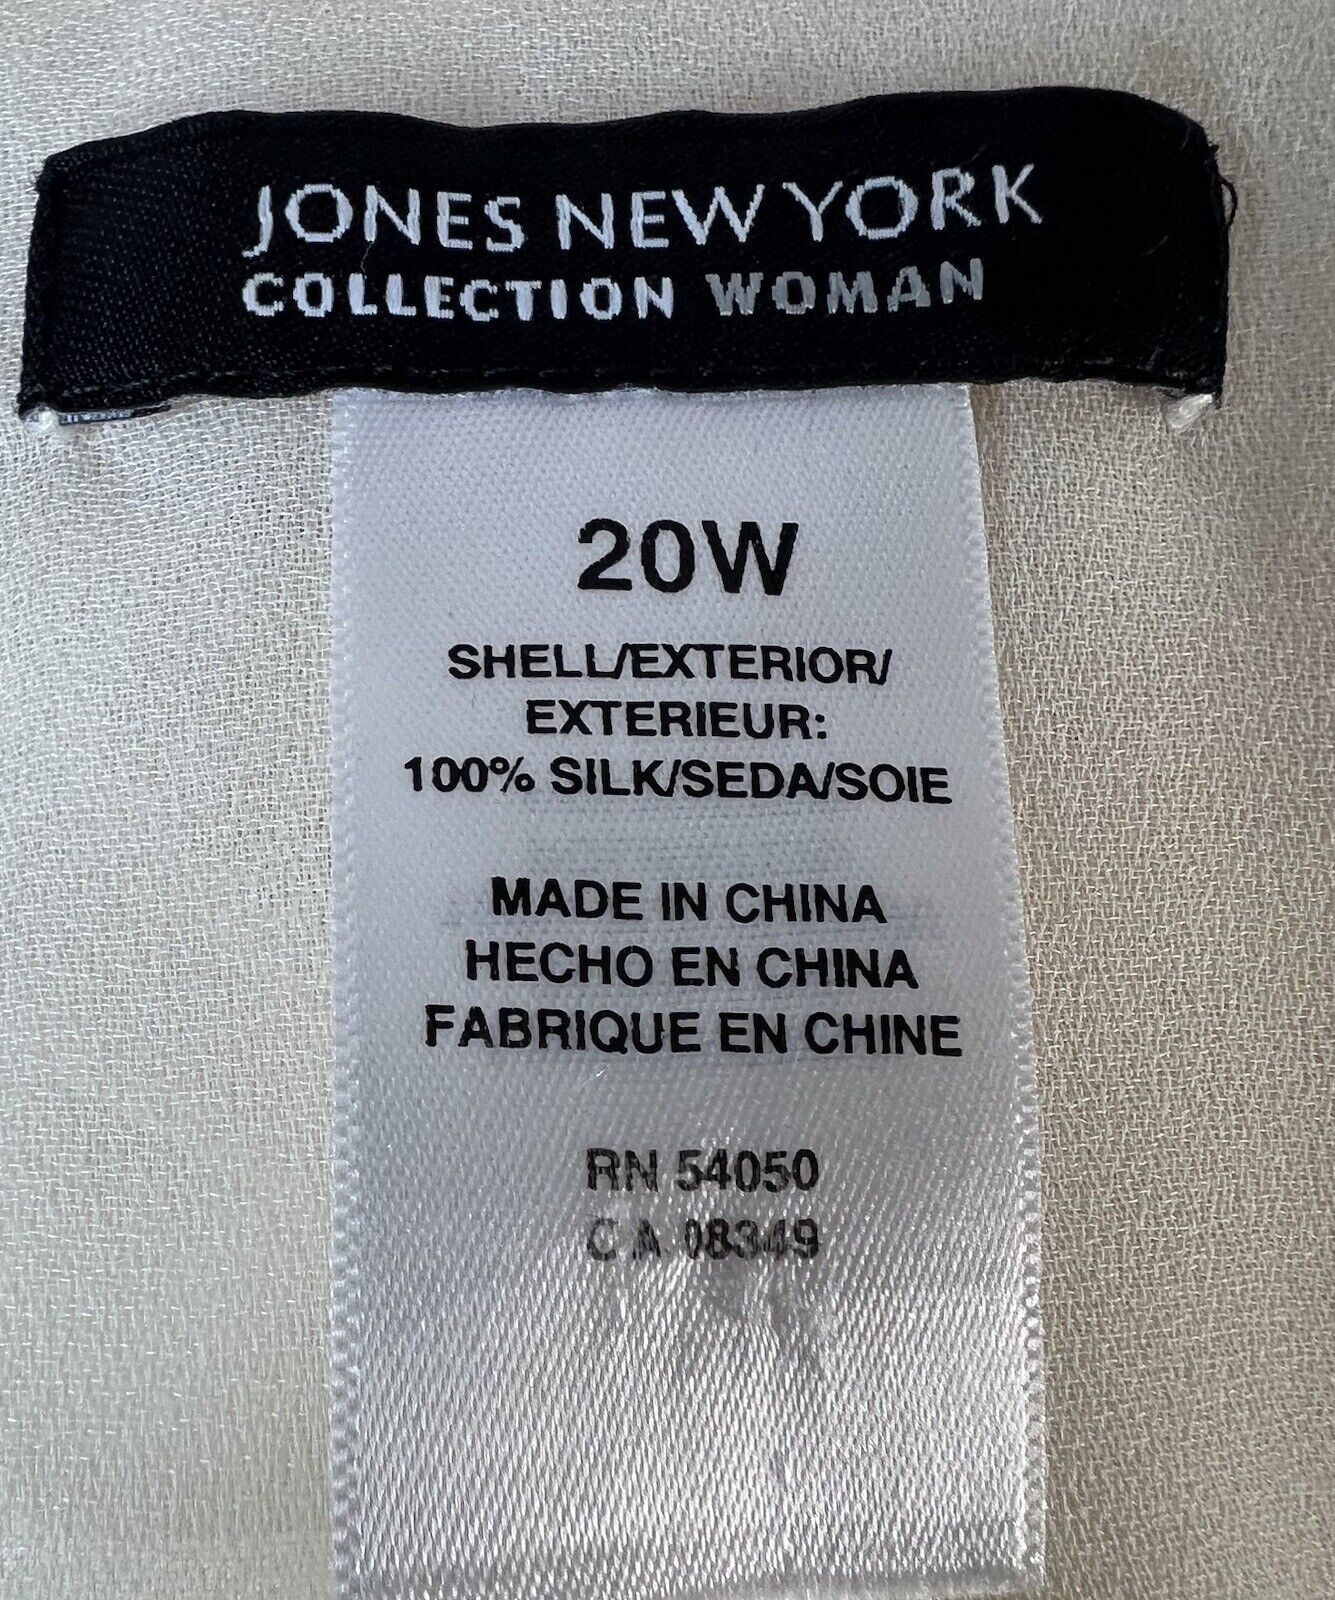 JONES NEW YORK
COLLECTION WOMAN
20W
SHELL/EXTERIOR/
EXTERIEUR:
100% SILK/SEDA/SOIE
MADE IN CHINA
HECHO EN CHINA
FABRIQUE EN CHINE
RN 54050
CA 08349